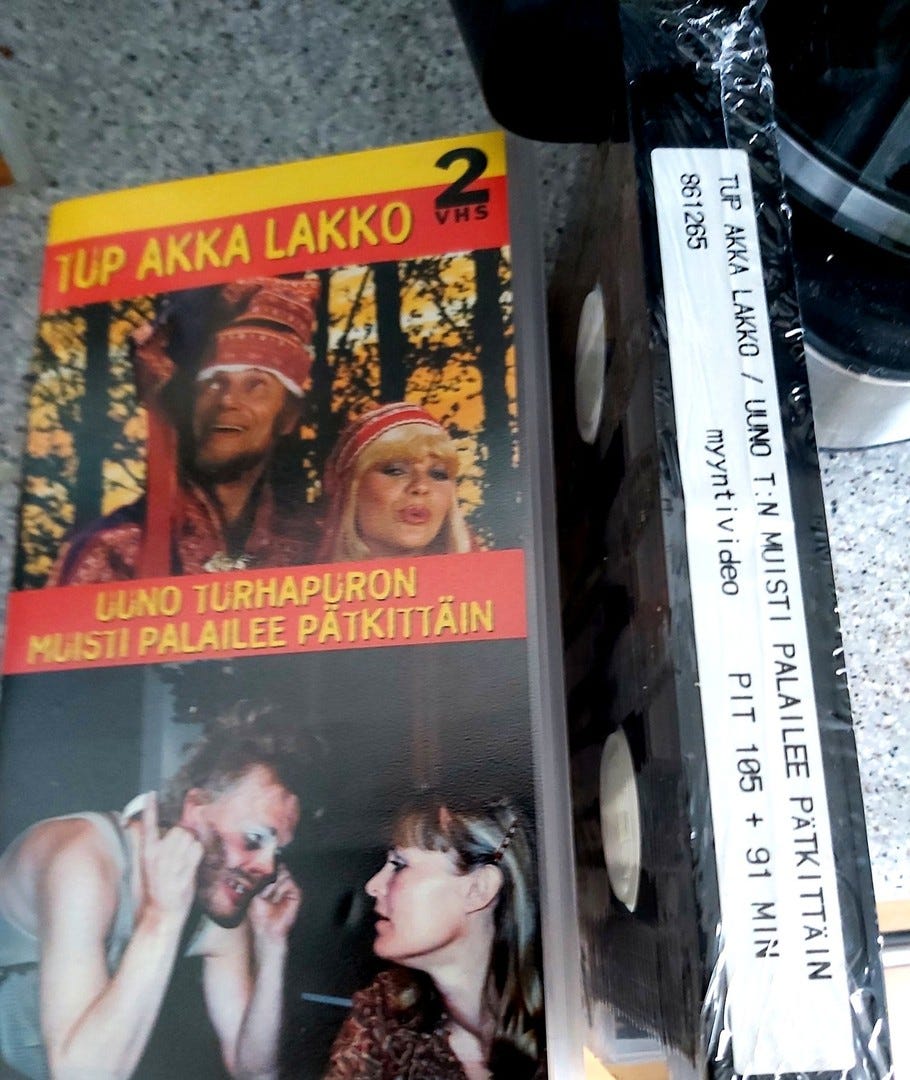 2
VHS
TUP AKKA LAKKO
UUNO TURHAPURON
MUISTI PALAILEE PÄTKITTÄIN
TUP AKKA LAKKO / UUNO T:N MUISTI PALAILEE PÄTKITTÄIN
861265 myyntivideo PIT 105 + 91 MIN